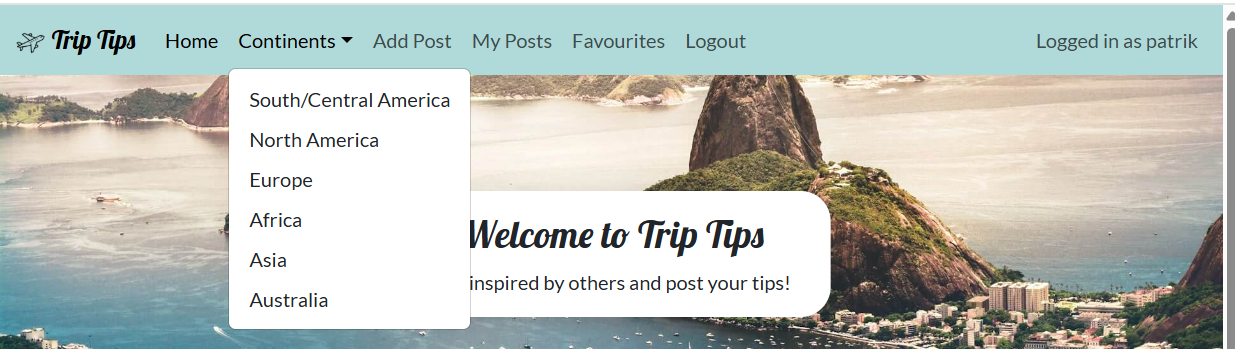 Trip Tips Home Continents Add Post My Posts Favourites Logout Logged in as patrik
South/Central America
North America
Europe
Africa
Asia
Australia
Welcome to Trip Tips
inspired by others and post your tips!